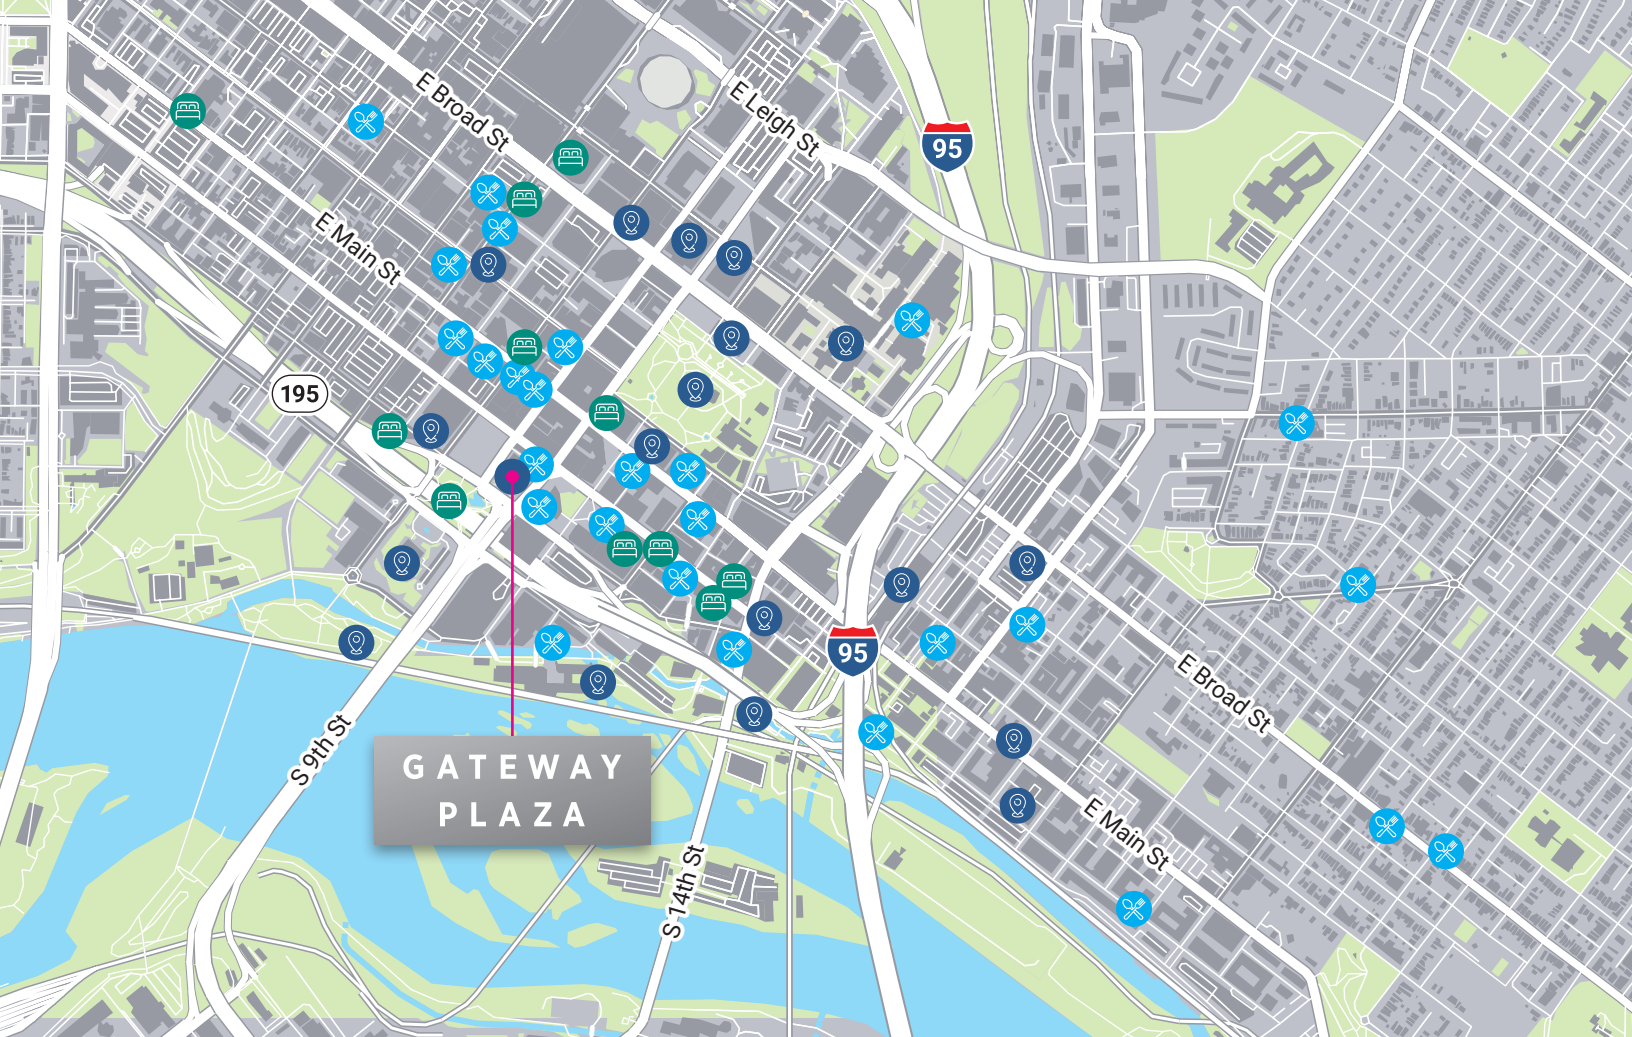 E Broad St
E Leigh St
95
E Main St
195
95
E Broad St
S 9th St
GATEWAY
PLAZA
E Main St
S 14th St